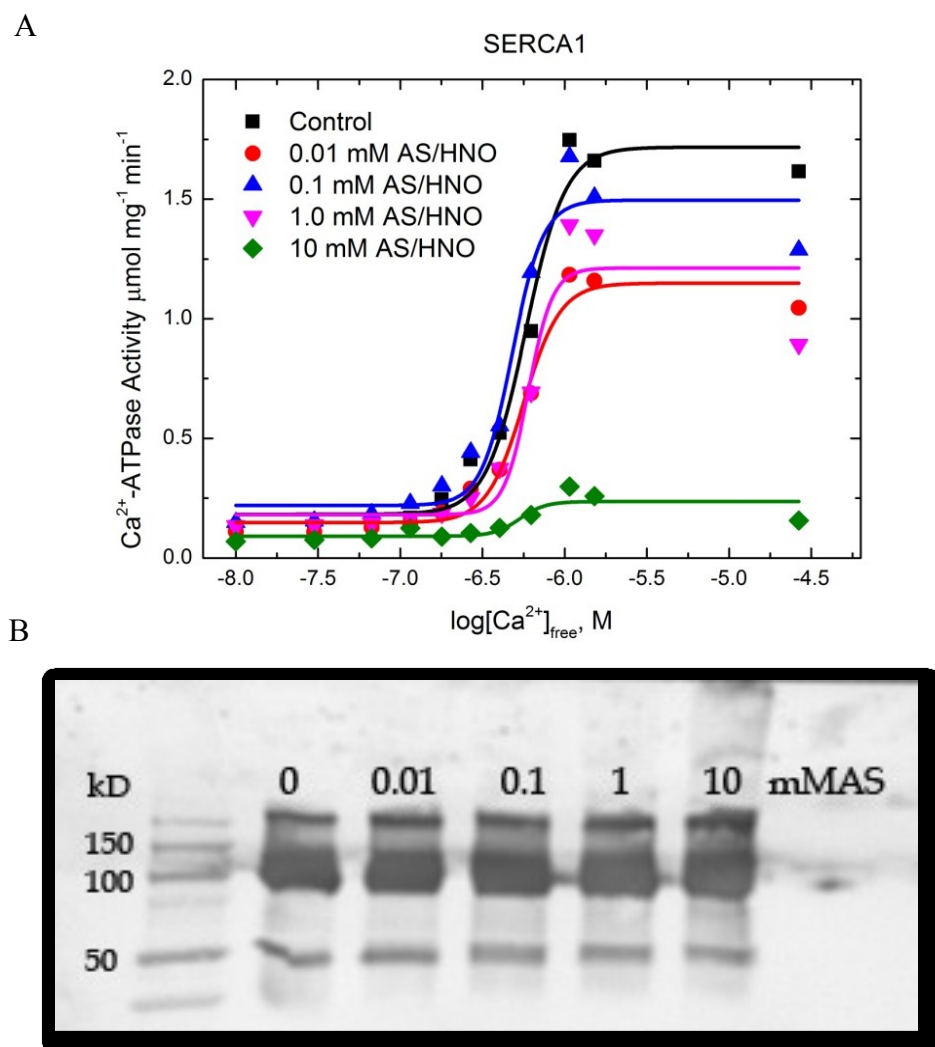 A
SERCA1
Ca²⁺-ATPase Activity μmol mg⁻¹ min⁻¹
2.0
1.5
1.0
0.5
0.0
Control
0.01 mM AS/HNO
0.1 mM AS/HNO
1.0 mM AS/HNO
10 mM AS/HNO
-8.0 -7.5 -7.0 -6.5 -6.0 -5.5 -5.0 -4.5
log[Ca²⁺]free, M
B
kD 0 0.01 0.1 1 10 mMAS
150
100
50